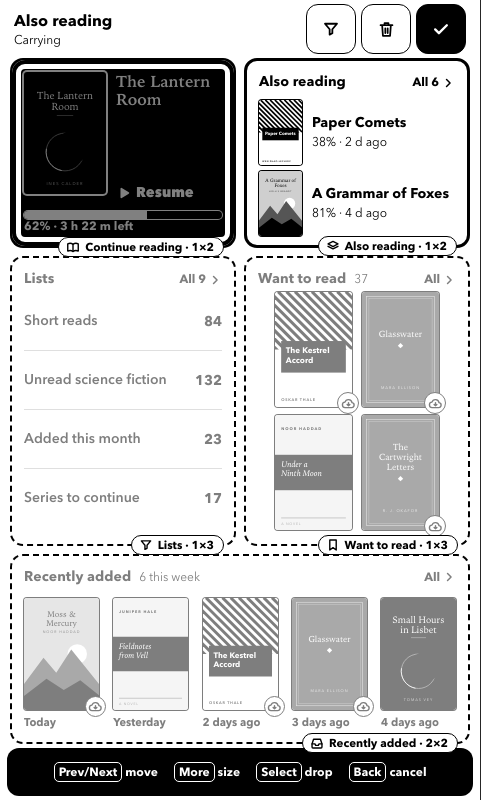 Also reading
Carrying
The Lantern
Room
INES CALDER
The Lantern
Room
Resume
62% · 3 h 22 m left
Continue reading · 1×2
Also reading
All 6
Paper Comets
Paper Comets
38% · 2 d ago
A Grammar of
Foxes
A Grammar of Foxes
81% · 4 d ago
Also reading · 1×2
Lists
All 9
Short reads
84
Unread science fiction
132
Added this month
23
Series to continue
17
Lists · 1×3
Want to read 37
All
The Kestrel
Accord
OSKAR THALE
Glasswater
MARA ELLISON
NOOR HADDAD
Under a
Ninth Moon
A NOVEL
The
Cartwright
Letters
Want to read · 1×3
Recently added 6 this week
All
Moss &
Mercury
NOOR HADDAD
Today
JUNIPER HALE
Fieldnotes
from Vell
Yesterday
The Kestrel
Accord
OSKAR THALE
2 days ago
Glasswater
MARA ELLISON
3 days ago
Small Hours
in Lisbet
TOMAS VEY
4 days ago
Recently added · 2×2
Prev/Next move More size Select drop Back cancel